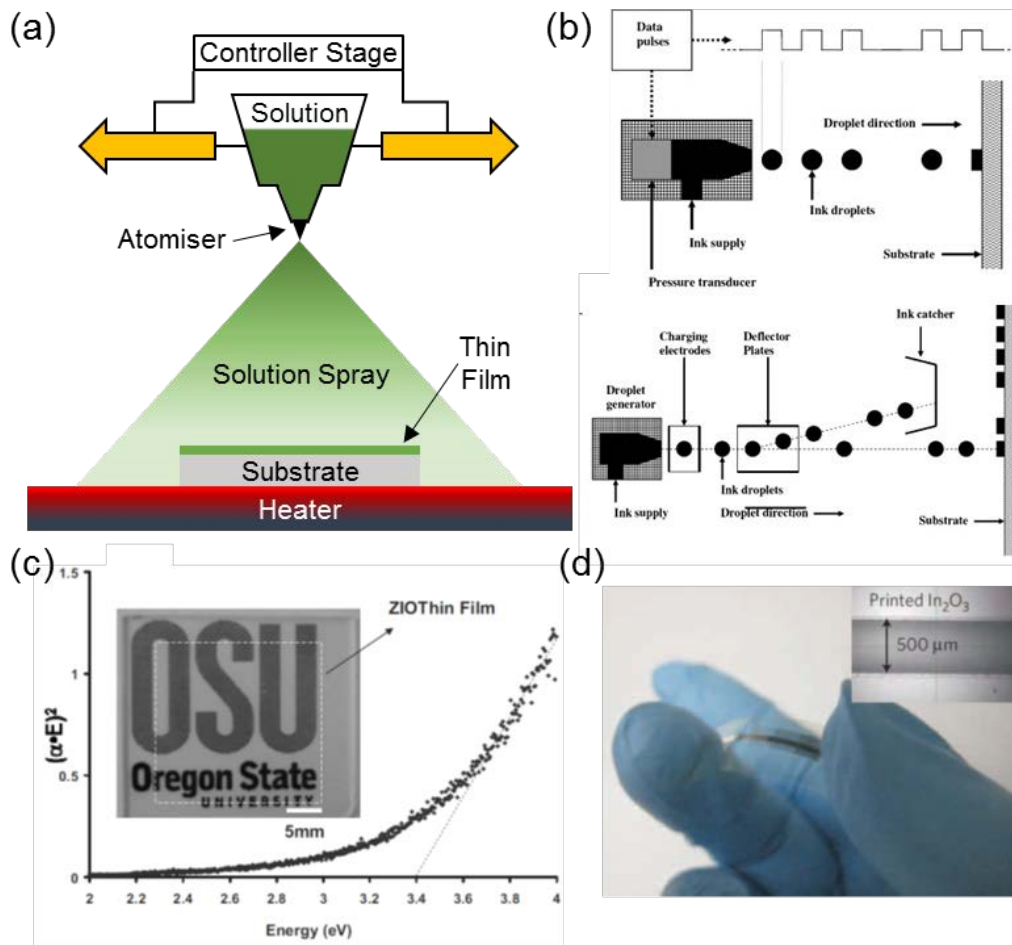 (a)
Controller Stage
Solution
Atomiser
Thin
Film
Solution Spray
Substrate
Heater
(b)
Data
pulses
Droplet direction
Ink droplets
Ink supply
Substrate
Pressure transducer
Ink catcher
Charging
electrodes
Deflector
Plates
Droplet
generator
Ink droplets
Ink supply
Droplet direction
Substrate
(c)
1.5
1
0.5
0
(α•E)²
ZIOThin Film
OSU
Oregon State
UNIVERSITY
5mm
2 2.4 2.8 3 3.2 3.4 3.6 3.8 4
2.2 2.6
Energy (eV)
(d)
Printed In₂O₃
500 µm